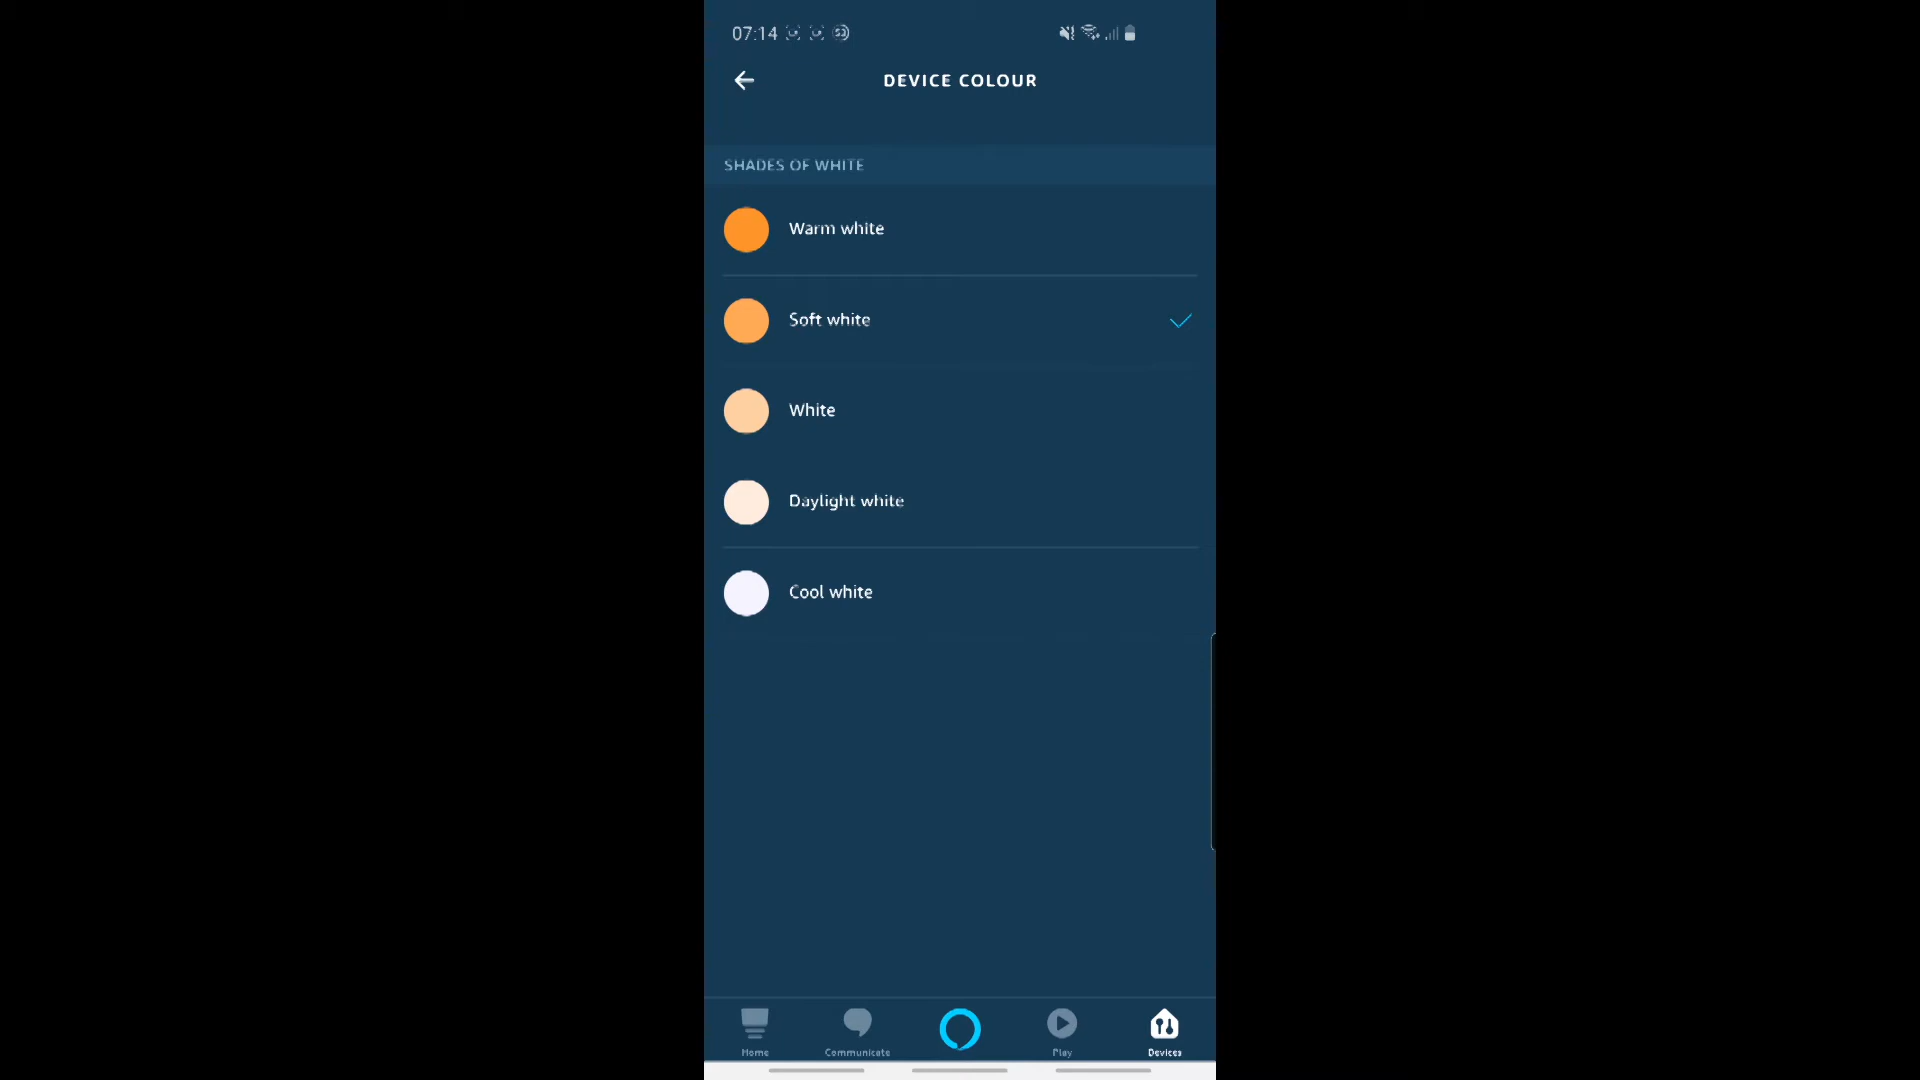 07:14
DEVICE COLOUR
SHADES OF WHITE
Warm white
Soft white
White
Daylight white
Cool white
Home
Communicate
Play
Devices